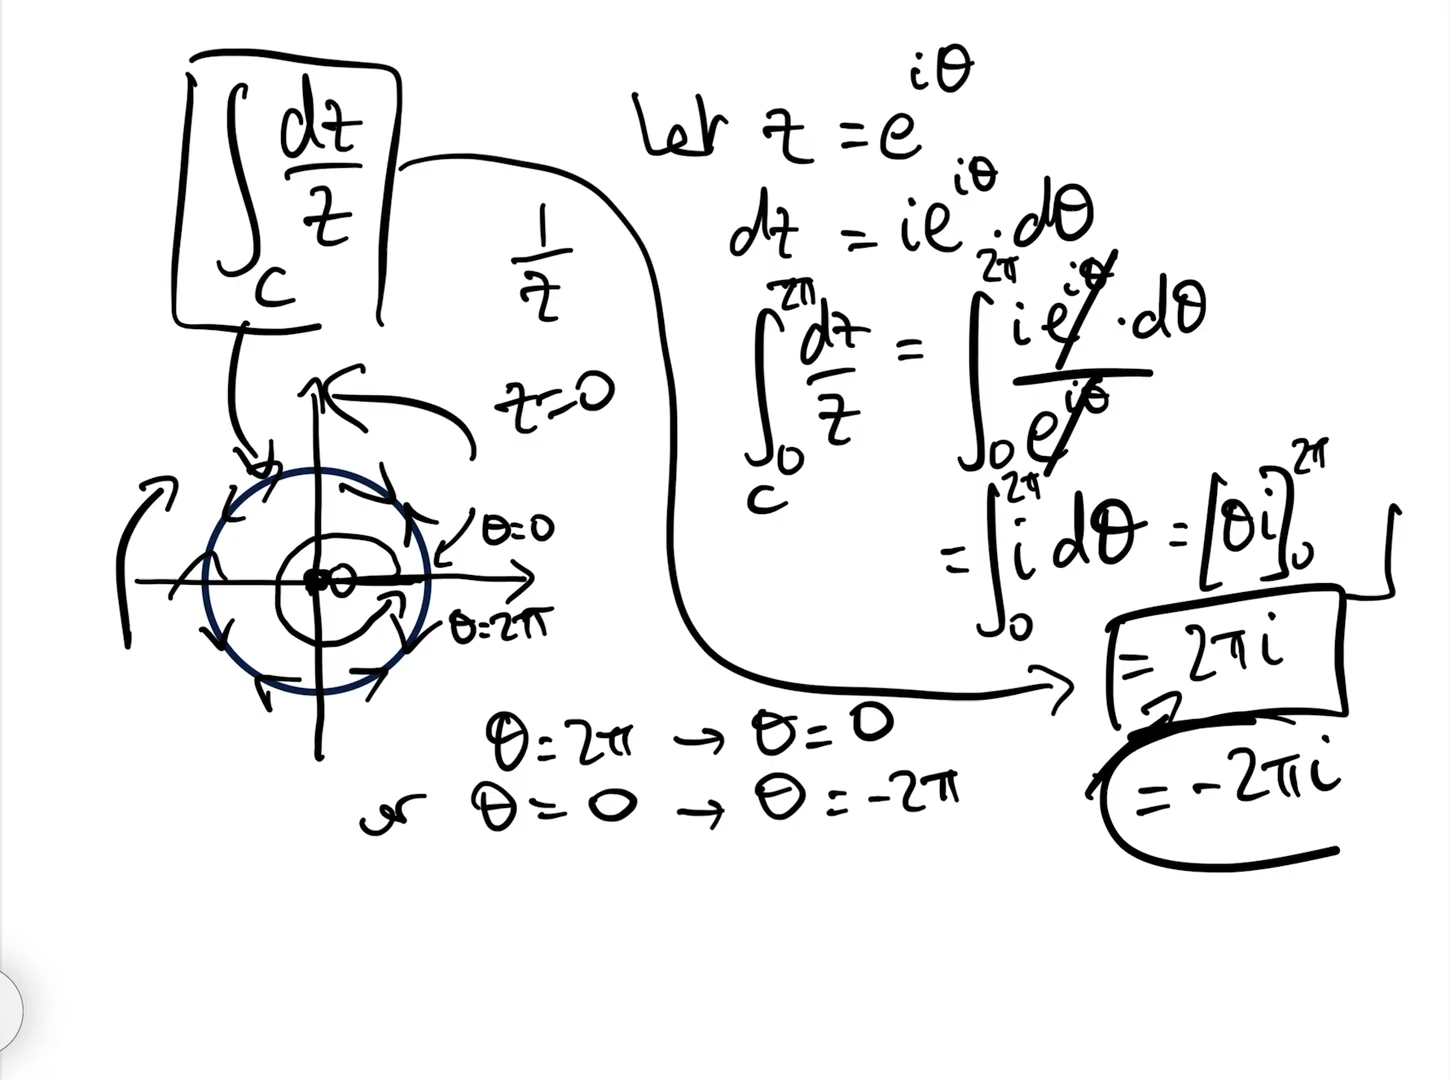 ∫_C dz/z
1/z
z=0
θ=0
θ=2π
Let z = e^{iθ}
dz = ie^{iθ}·dθ
∫_0^{2π} dz/z = ∫_0^{2π} ie^{iθ}·dθ / e^{iθ}
C
= ∫_0^{2π} i dθ = [θi]_0^{2π}
= 2πi
θ = 2π → θ = 0
or θ = 0 → θ = -2π
= -2πi